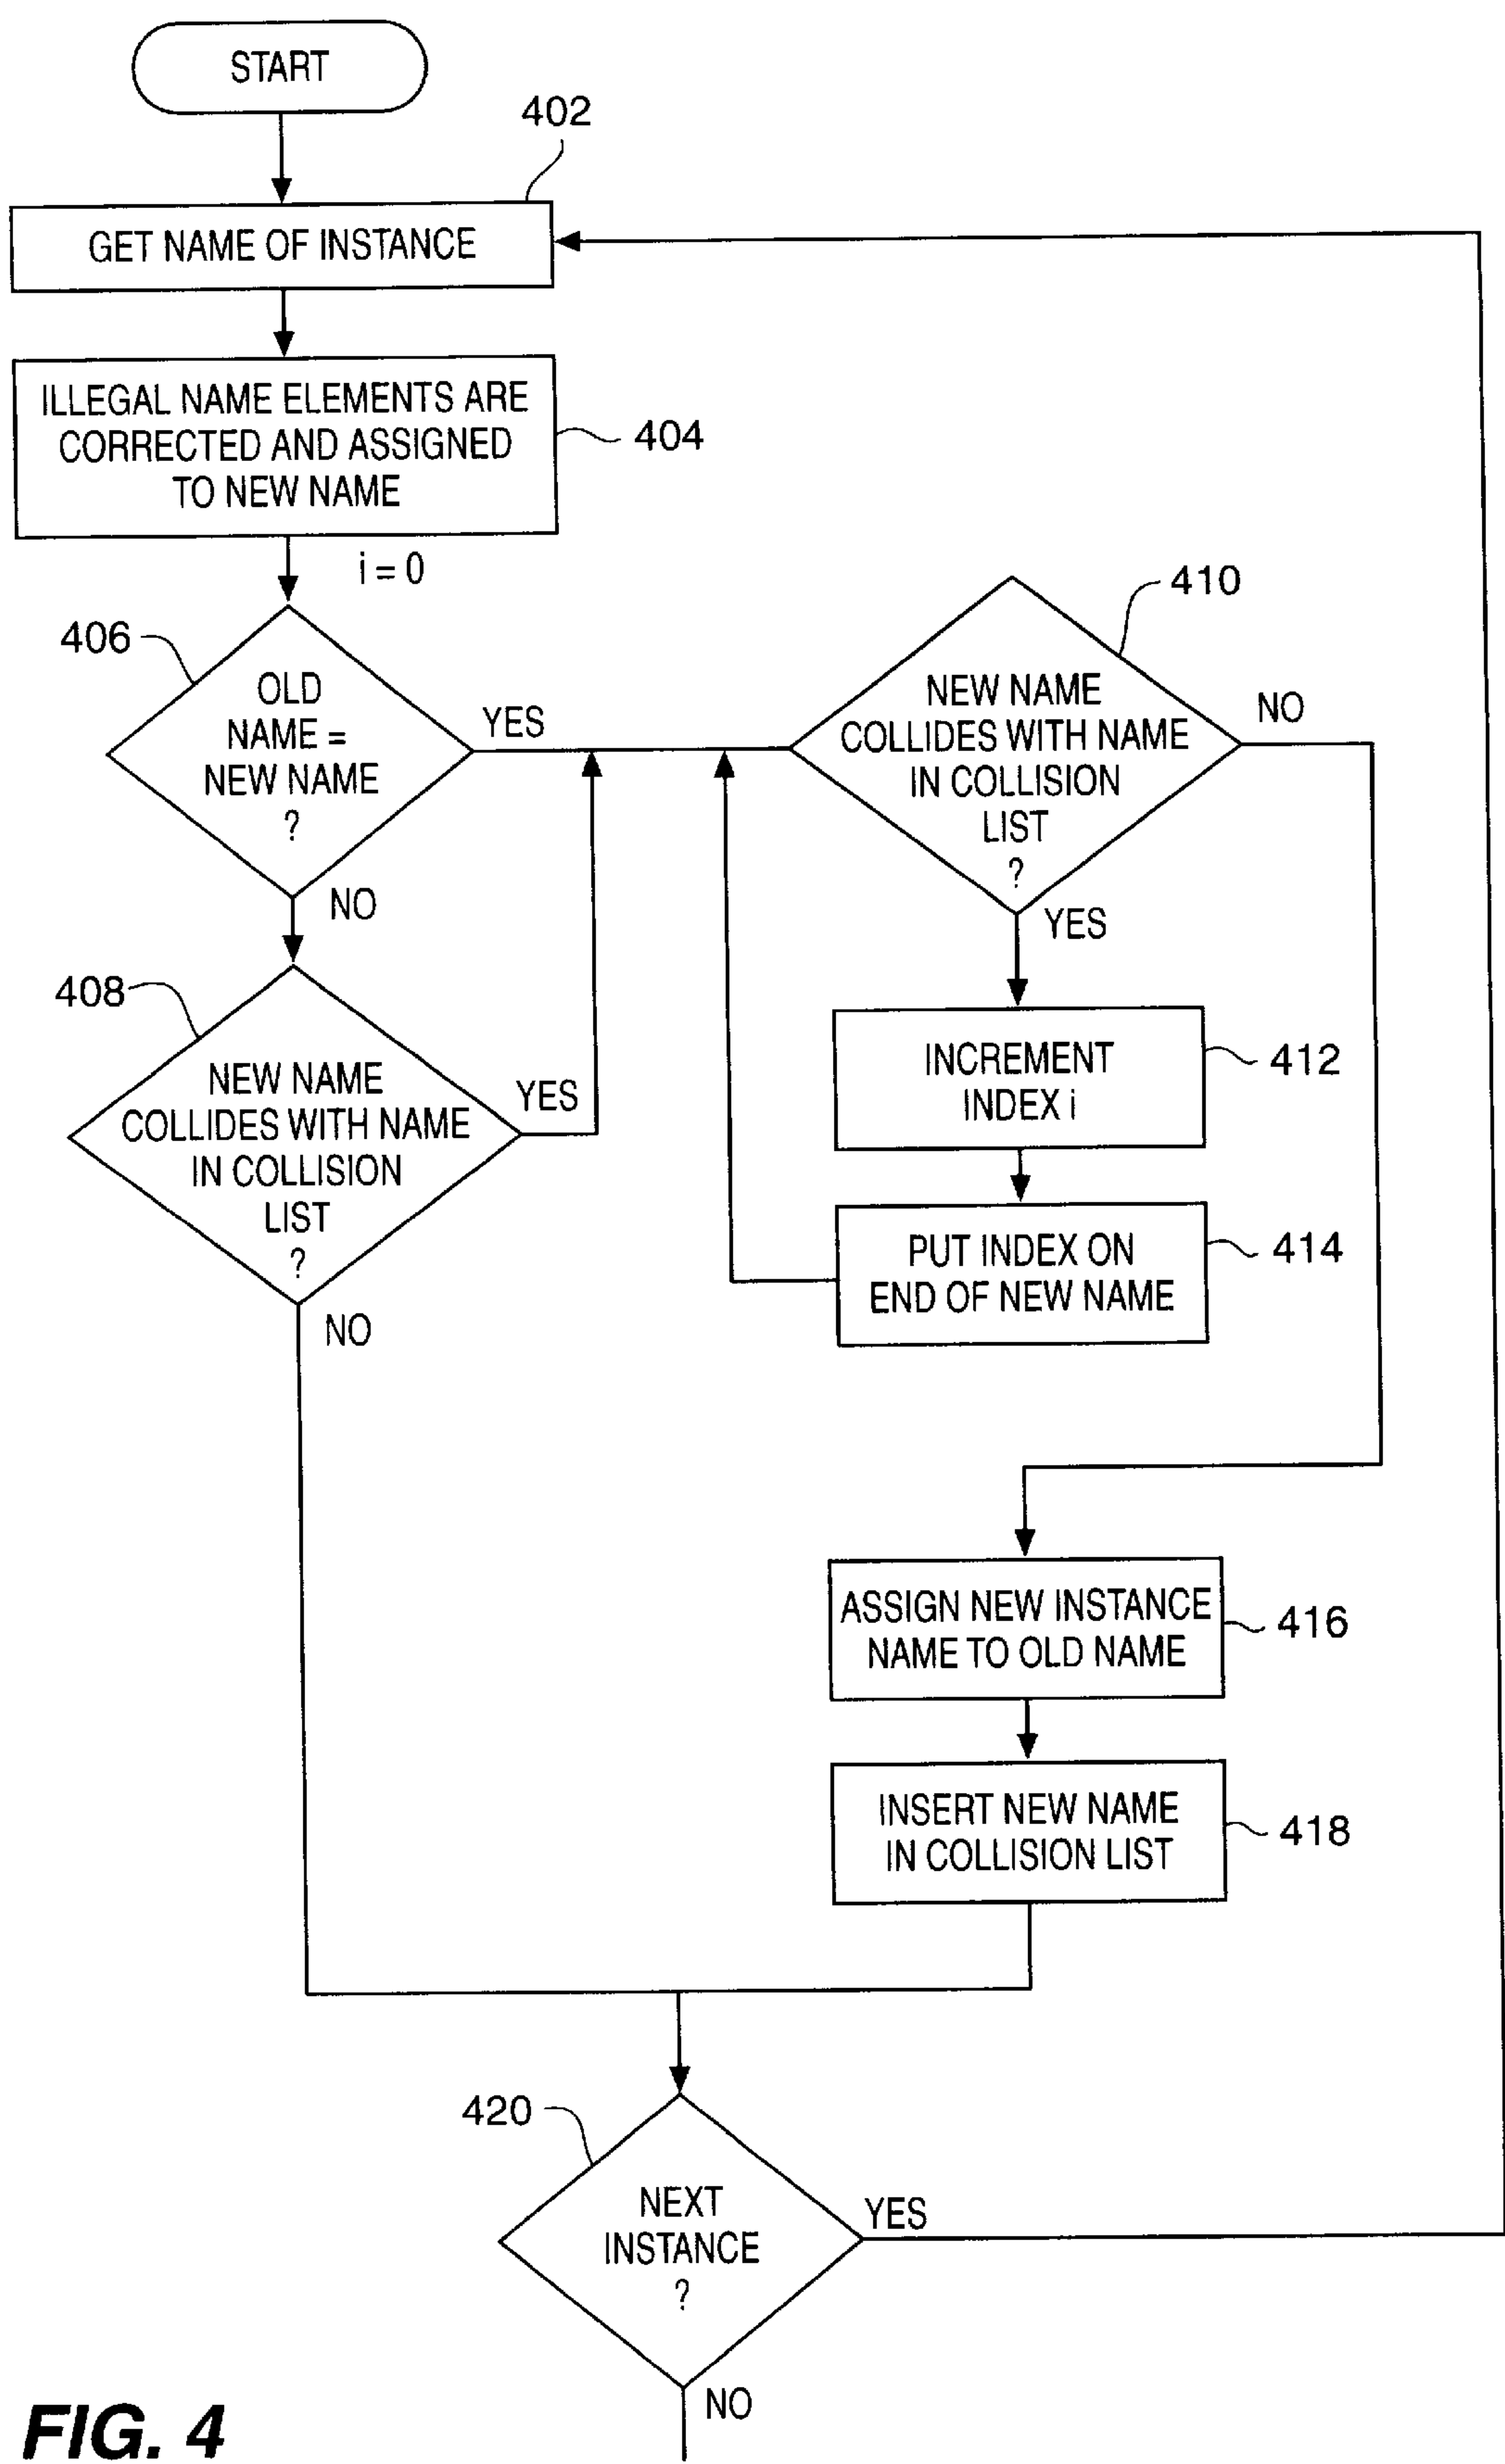 START
402
GET NAME OF INSTANCE
ILLEGAL NAME ELEMENTS ARE
CORRECTED AND ASSIGNED
TO NEW NAME
404
i = 0
406
OLD
NAME =
NEW NAME
?
YES
NO
410
NEW NAME
COLLIDES WITH NAME
IN COLLISION
LIST
?
NO
YES
408
NEW NAME
COLLIDES WITH NAME
IN COLLISION
LIST
?
YES
NO
INCREMENT
INDEX i
412
PUT INDEX ON
END OF NEW NAME
414
ASSIGN NEW INSTANCE
NAME TO OLD NAME
416
INSERT NEW NAME
IN COLLISION LIST
418
420
NEXT
INSTANCE
?
YES
NO
FIG. 4